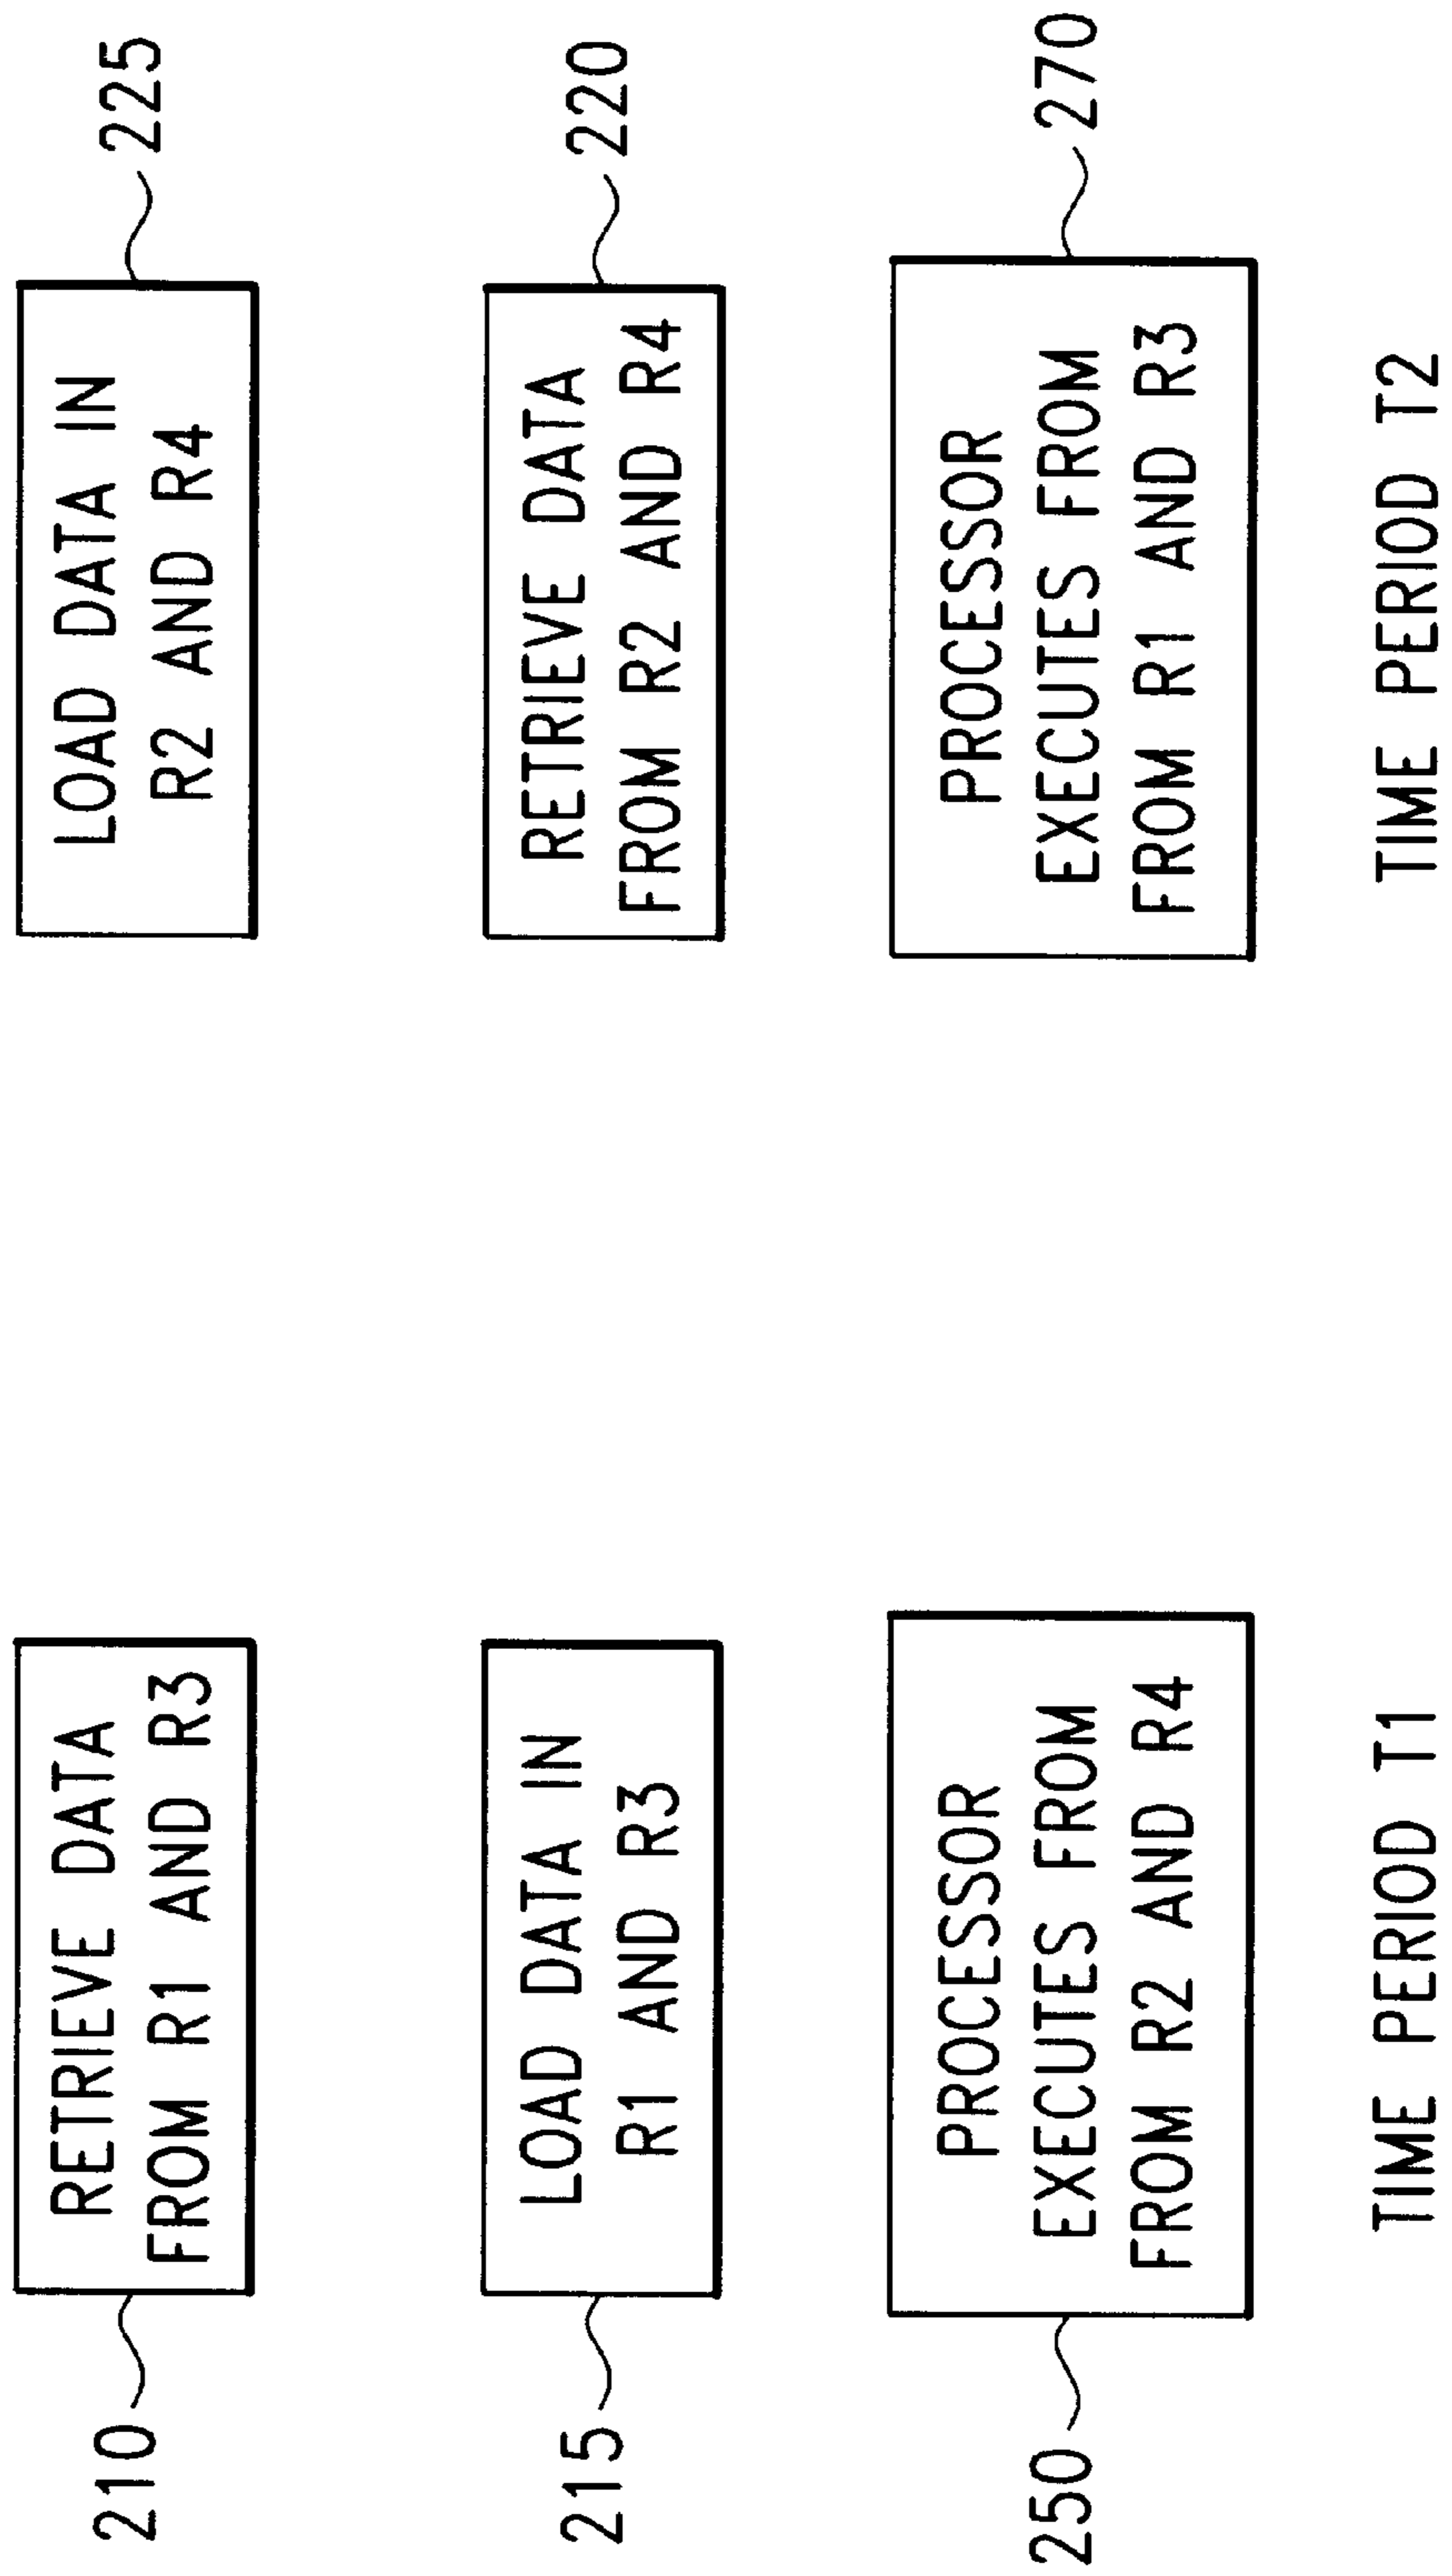 210
RETRIEVE DATA
FROM R1 AND R3
LOAD DATA IN
R2 AND R4
225
215
LOAD DATA IN
R1 AND R3
RETRIEVE DATA
FROM R2 AND R4
220
250
PROCESSOR
EXECUTES FROM
FROM R2 AND R4
PROCESSOR
EXECUTES FROM
FROM R1 AND R3
270
TIME PERIOD T1
TIME PERIOD T2